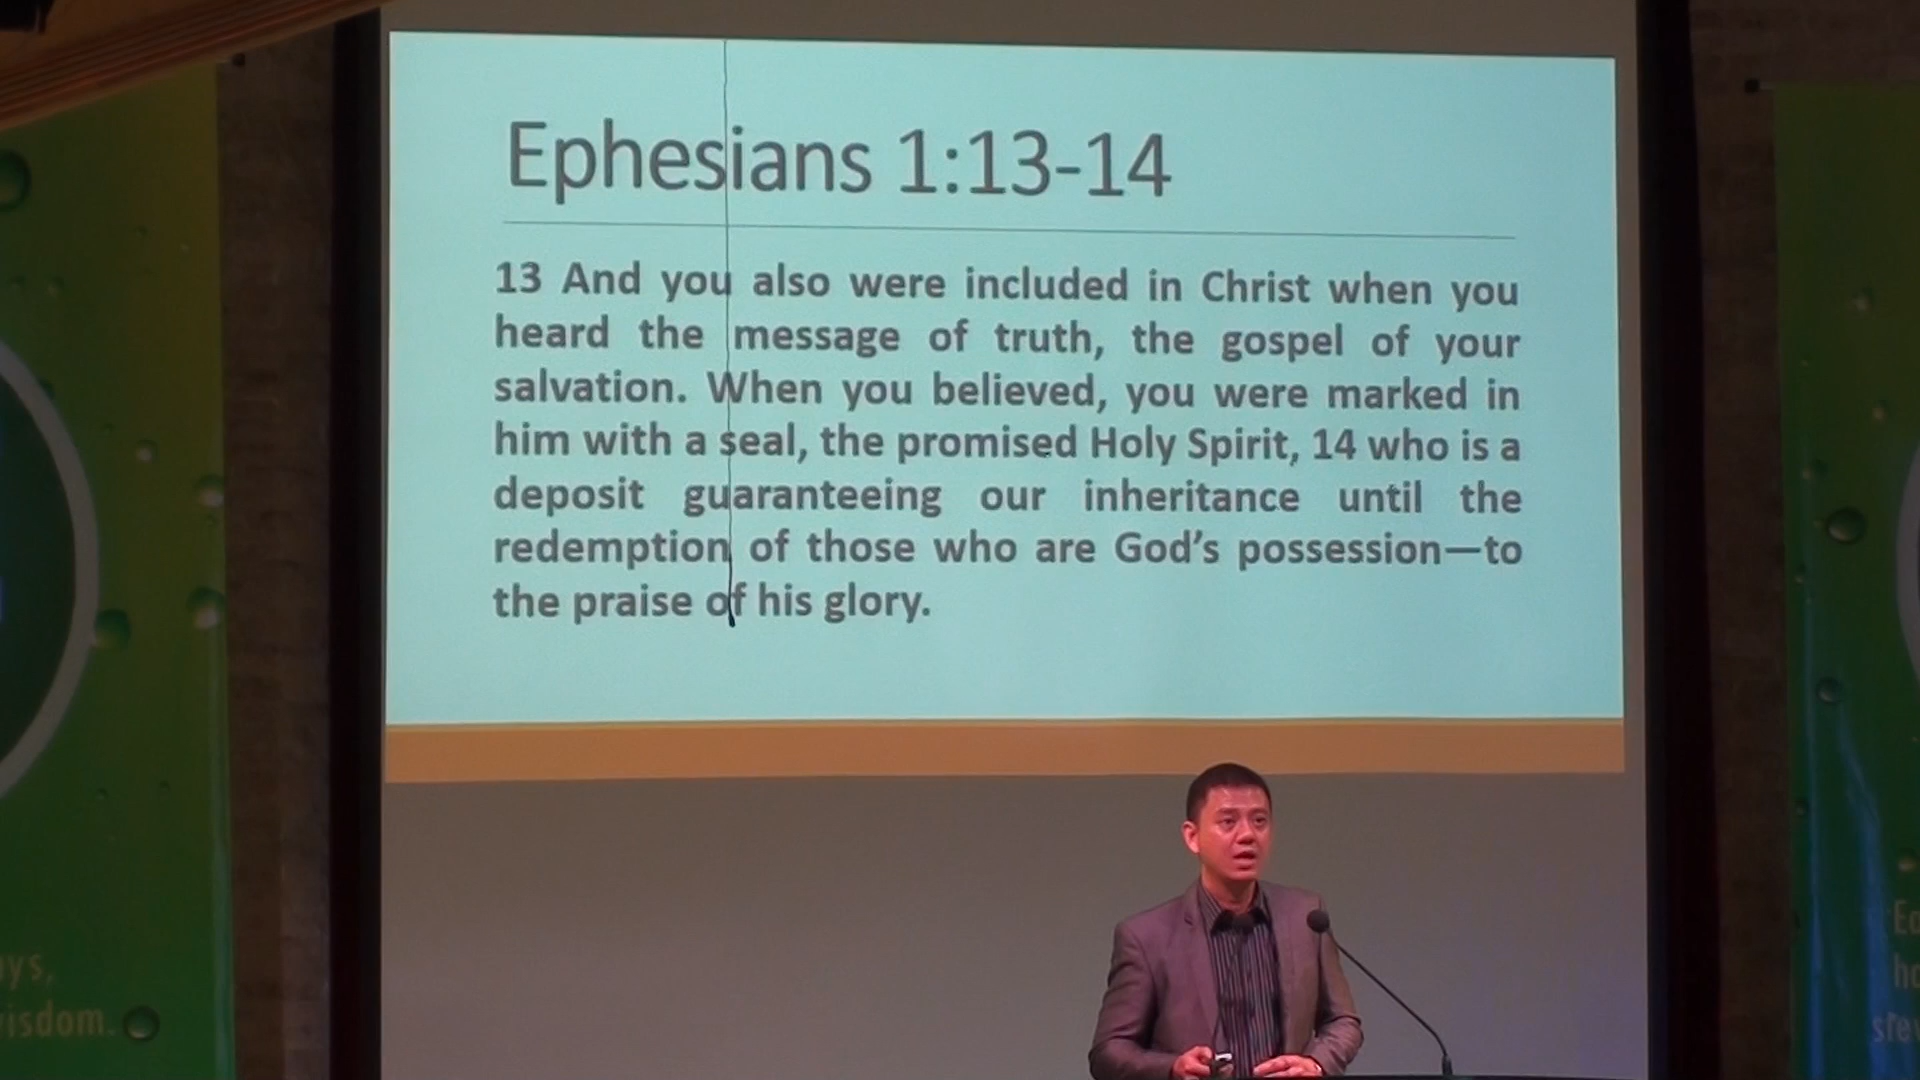 Ephesians 1:13-14
13 And you also were included in Christ when you
heard the message of truth, the gospel of your
salvation. When you believed, you were marked in
him with a seal, the promised Holy Spirit, 14 who is a
deposit guaranteeing our inheritance until the
redemption of those who are God’s possession—to
the praise of his glory.